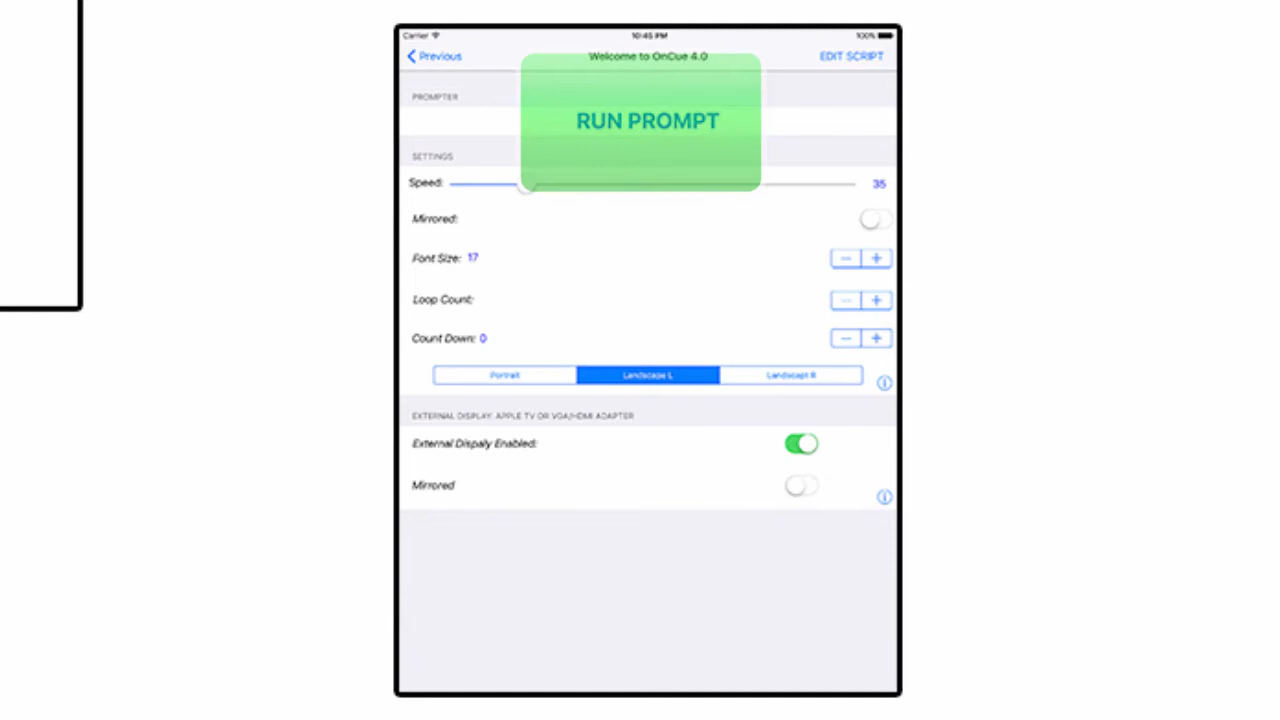 Carrier 10:45 PM 100%
Previous Welcome to OnCue 4.0 EDIT SCRIPT
PROMPTER
RUN PROMPT
SETTINGS
Speed: 35
Mirrored:
Font Size: 17
Loop Count:
Count Down: 0
Portrait Landscape L Landscapt R
EXTERNAL DISPLAY: APPLE TV OR VGA/HDMI ADAPTER
External Dispaly Enabled:
Mirrored